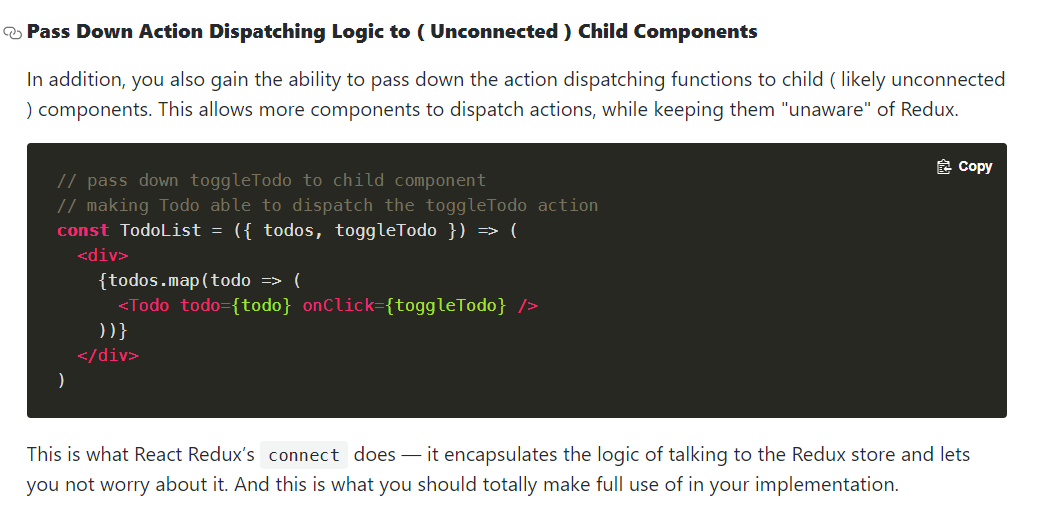 Pass Down Action Dispatching Logic to ( Unconnected ) Child Components
In addition, you also gain the ability to pass down the action dispatching functions to child ( likely unconnected
) components. This allows more components to dispatch actions, while keeping them "unaware" of Redux.
Copy
// pass down toggleTodo to child component
// making Todo able to dispatch the toggleTodo action
const TodoList = ({ todos, toggleTodo }) => (
  <div>
    {todos.map(todo => (
      <Todo todo={todo} onClick={toggleTodo} />
    ))}
  </div>
)
This is what React Redux’s connect does — it encapsulates the logic of talking to the Redux store and lets
you not worry about it. And this is what you should totally make full use of in your implementation.